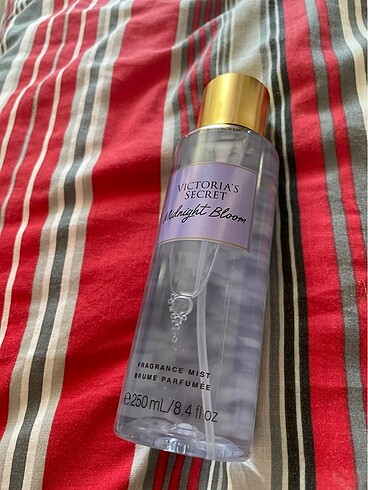 VICTORIA'S
SECRET
Midnight Bloom
FRAGRANCE MIST
BRUME PARFUMÉE
℮250 mL/8.4 fl oz